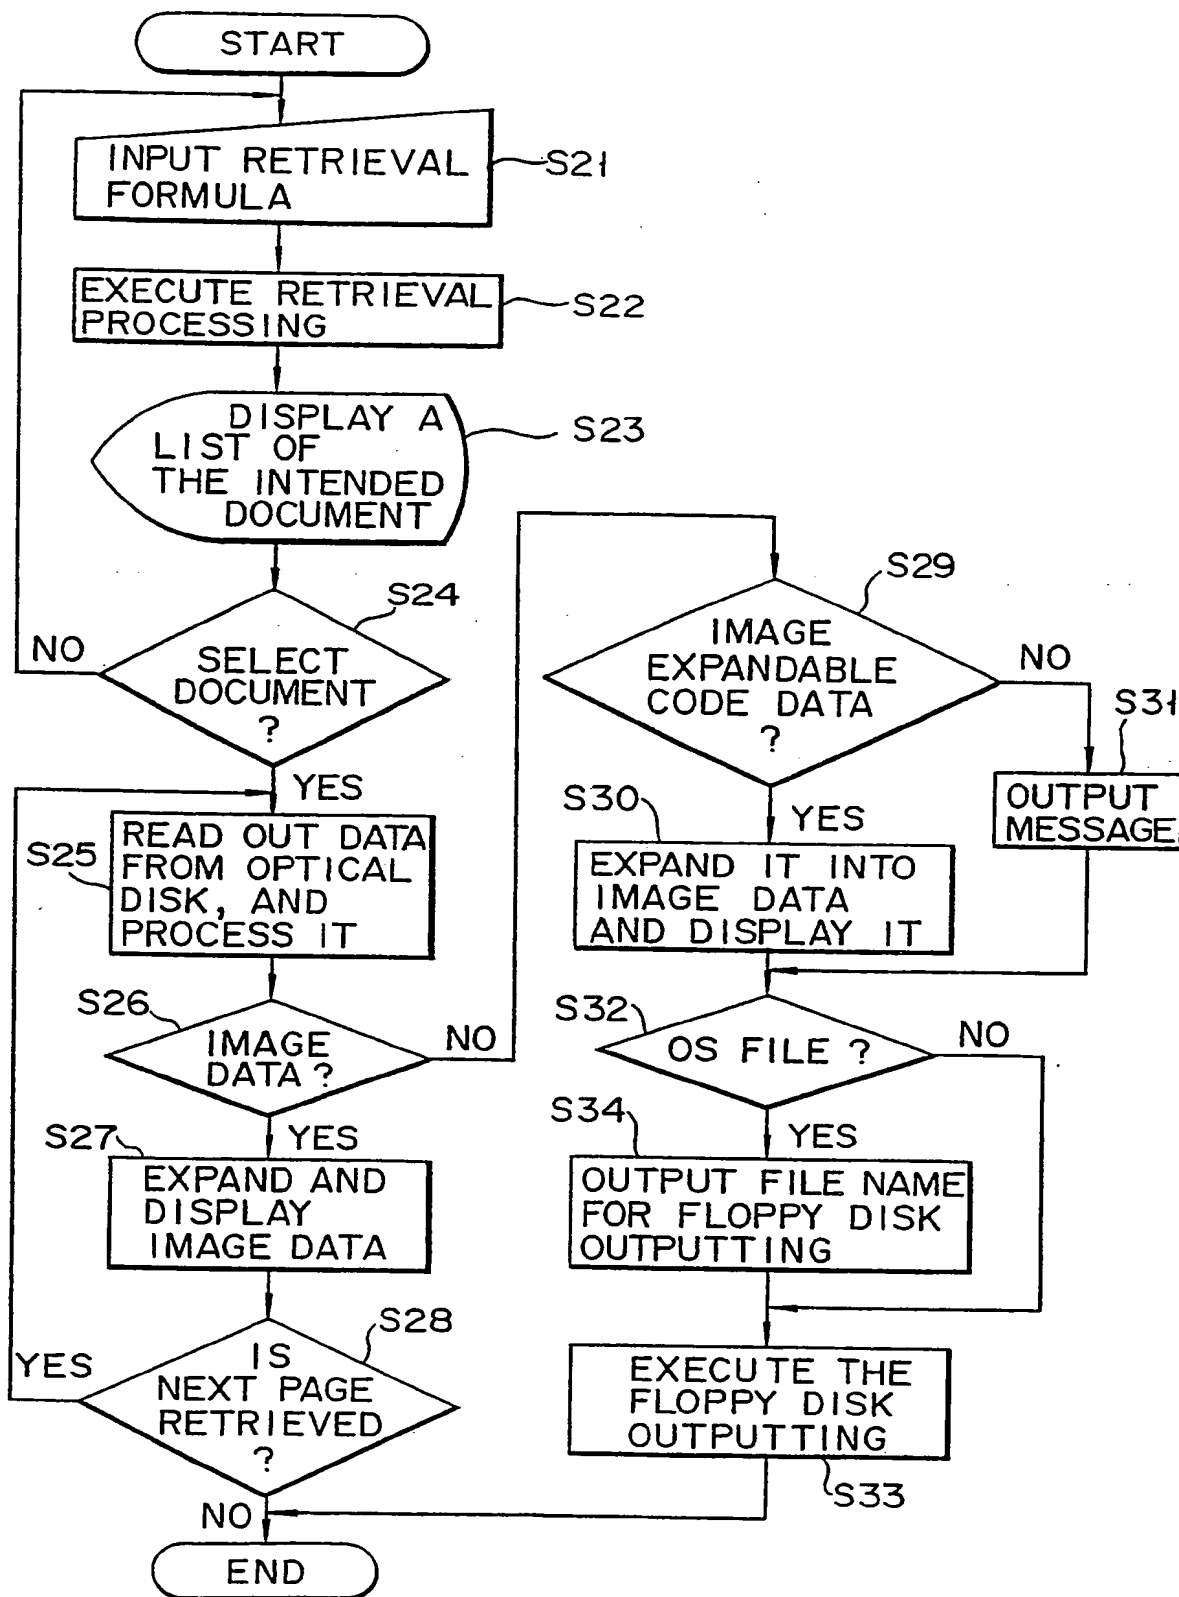 START
INPUT RETRIEVAL
FORMULA
S21
EXECUTE RETRIEVAL
PROCESSING
S22
DISPLAY A
LIST OF
THE INTENDED
DOCUMENT
S23
S24
NO
SELECT
DOCUMENT
?
YES
S25
READ OUT DATA
FROM OPTICAL
DISK, AND
PROCESS IT
S26
IMAGE
DATA ?
NO
YES
S27
EXPAND AND
DISPLAY
IMAGE DATA
S28
YES
IS
NEXT PAGE
RETRIEVED
?
NO
END
S29
IMAGE
EXPANDABLE
CODE DATA
?
NO
S31
OUTPUT
MESSAGE
YES
S30
EXPAND IT INTO
IMAGE DATA
AND DISPLAY IT
S32
OS FILE ?
NO
YES
S34
OUTPUT FILE NAME
FOR FLOPPY DISK
OUTPUTTING
EXECUTE THE
FLOPPY DISK
OUTPUTTING
S33